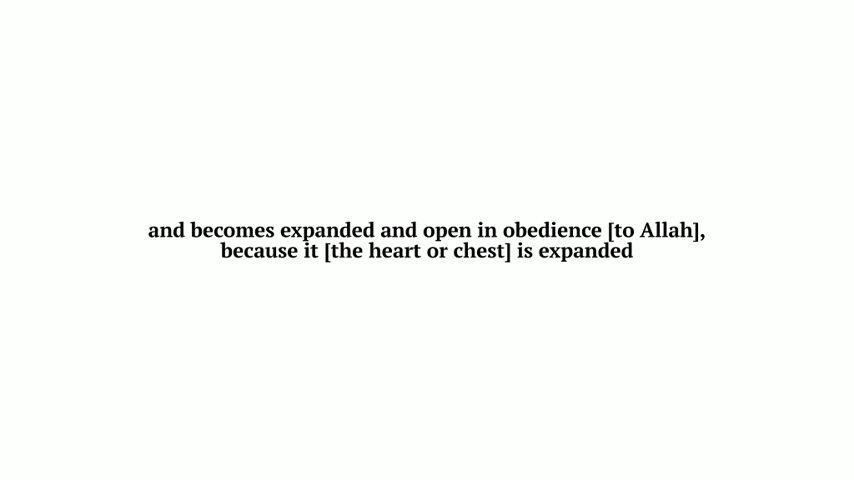 and becomes expanded and open in obedience [to Allah],
because it [the heart or chest] is expanded